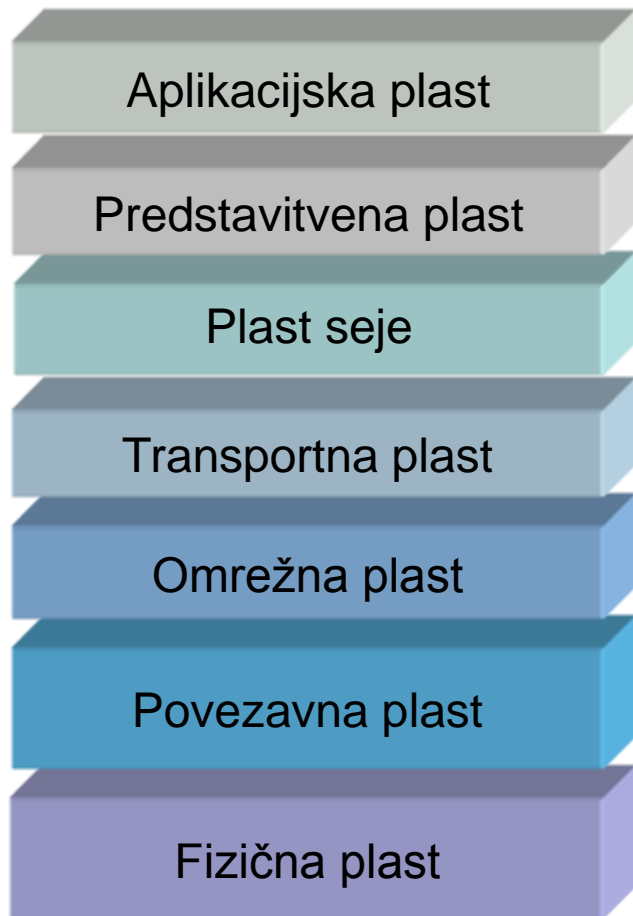 Aplikacijska plast
Predstavitvena plast
Plast seje
Transportna plast
Omrežna plast
Povezavna plast
Fizična plast